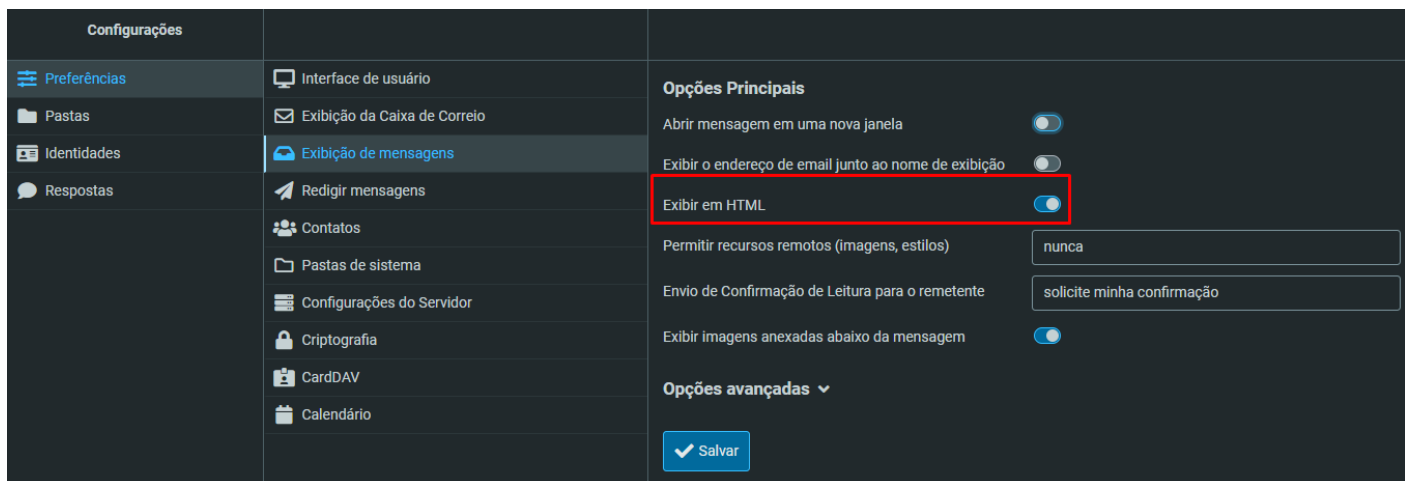 Configurações
Preferências
Pastas
Identidades
Respostas
Interface de usuário
Exibição da Caixa de Correio
Exibição de mensagens
Redigir mensagens
Contatos
Pastas de sistema
Configurações do Servidor
Criptografia
CardDAV
Calendário
Opções Principais
Abrir mensagem em uma nova janela
Exibir o endereço de email junto ao nome de exibição
Exibir em HTML
Permitir recursos remotos (imagens, estilos) nunca
Envio de Confirmação de Leitura para o remetente solicite minha confirmação
Exibir imagens anexadas abaixo da mensagem
Opções avançadas
Salvar